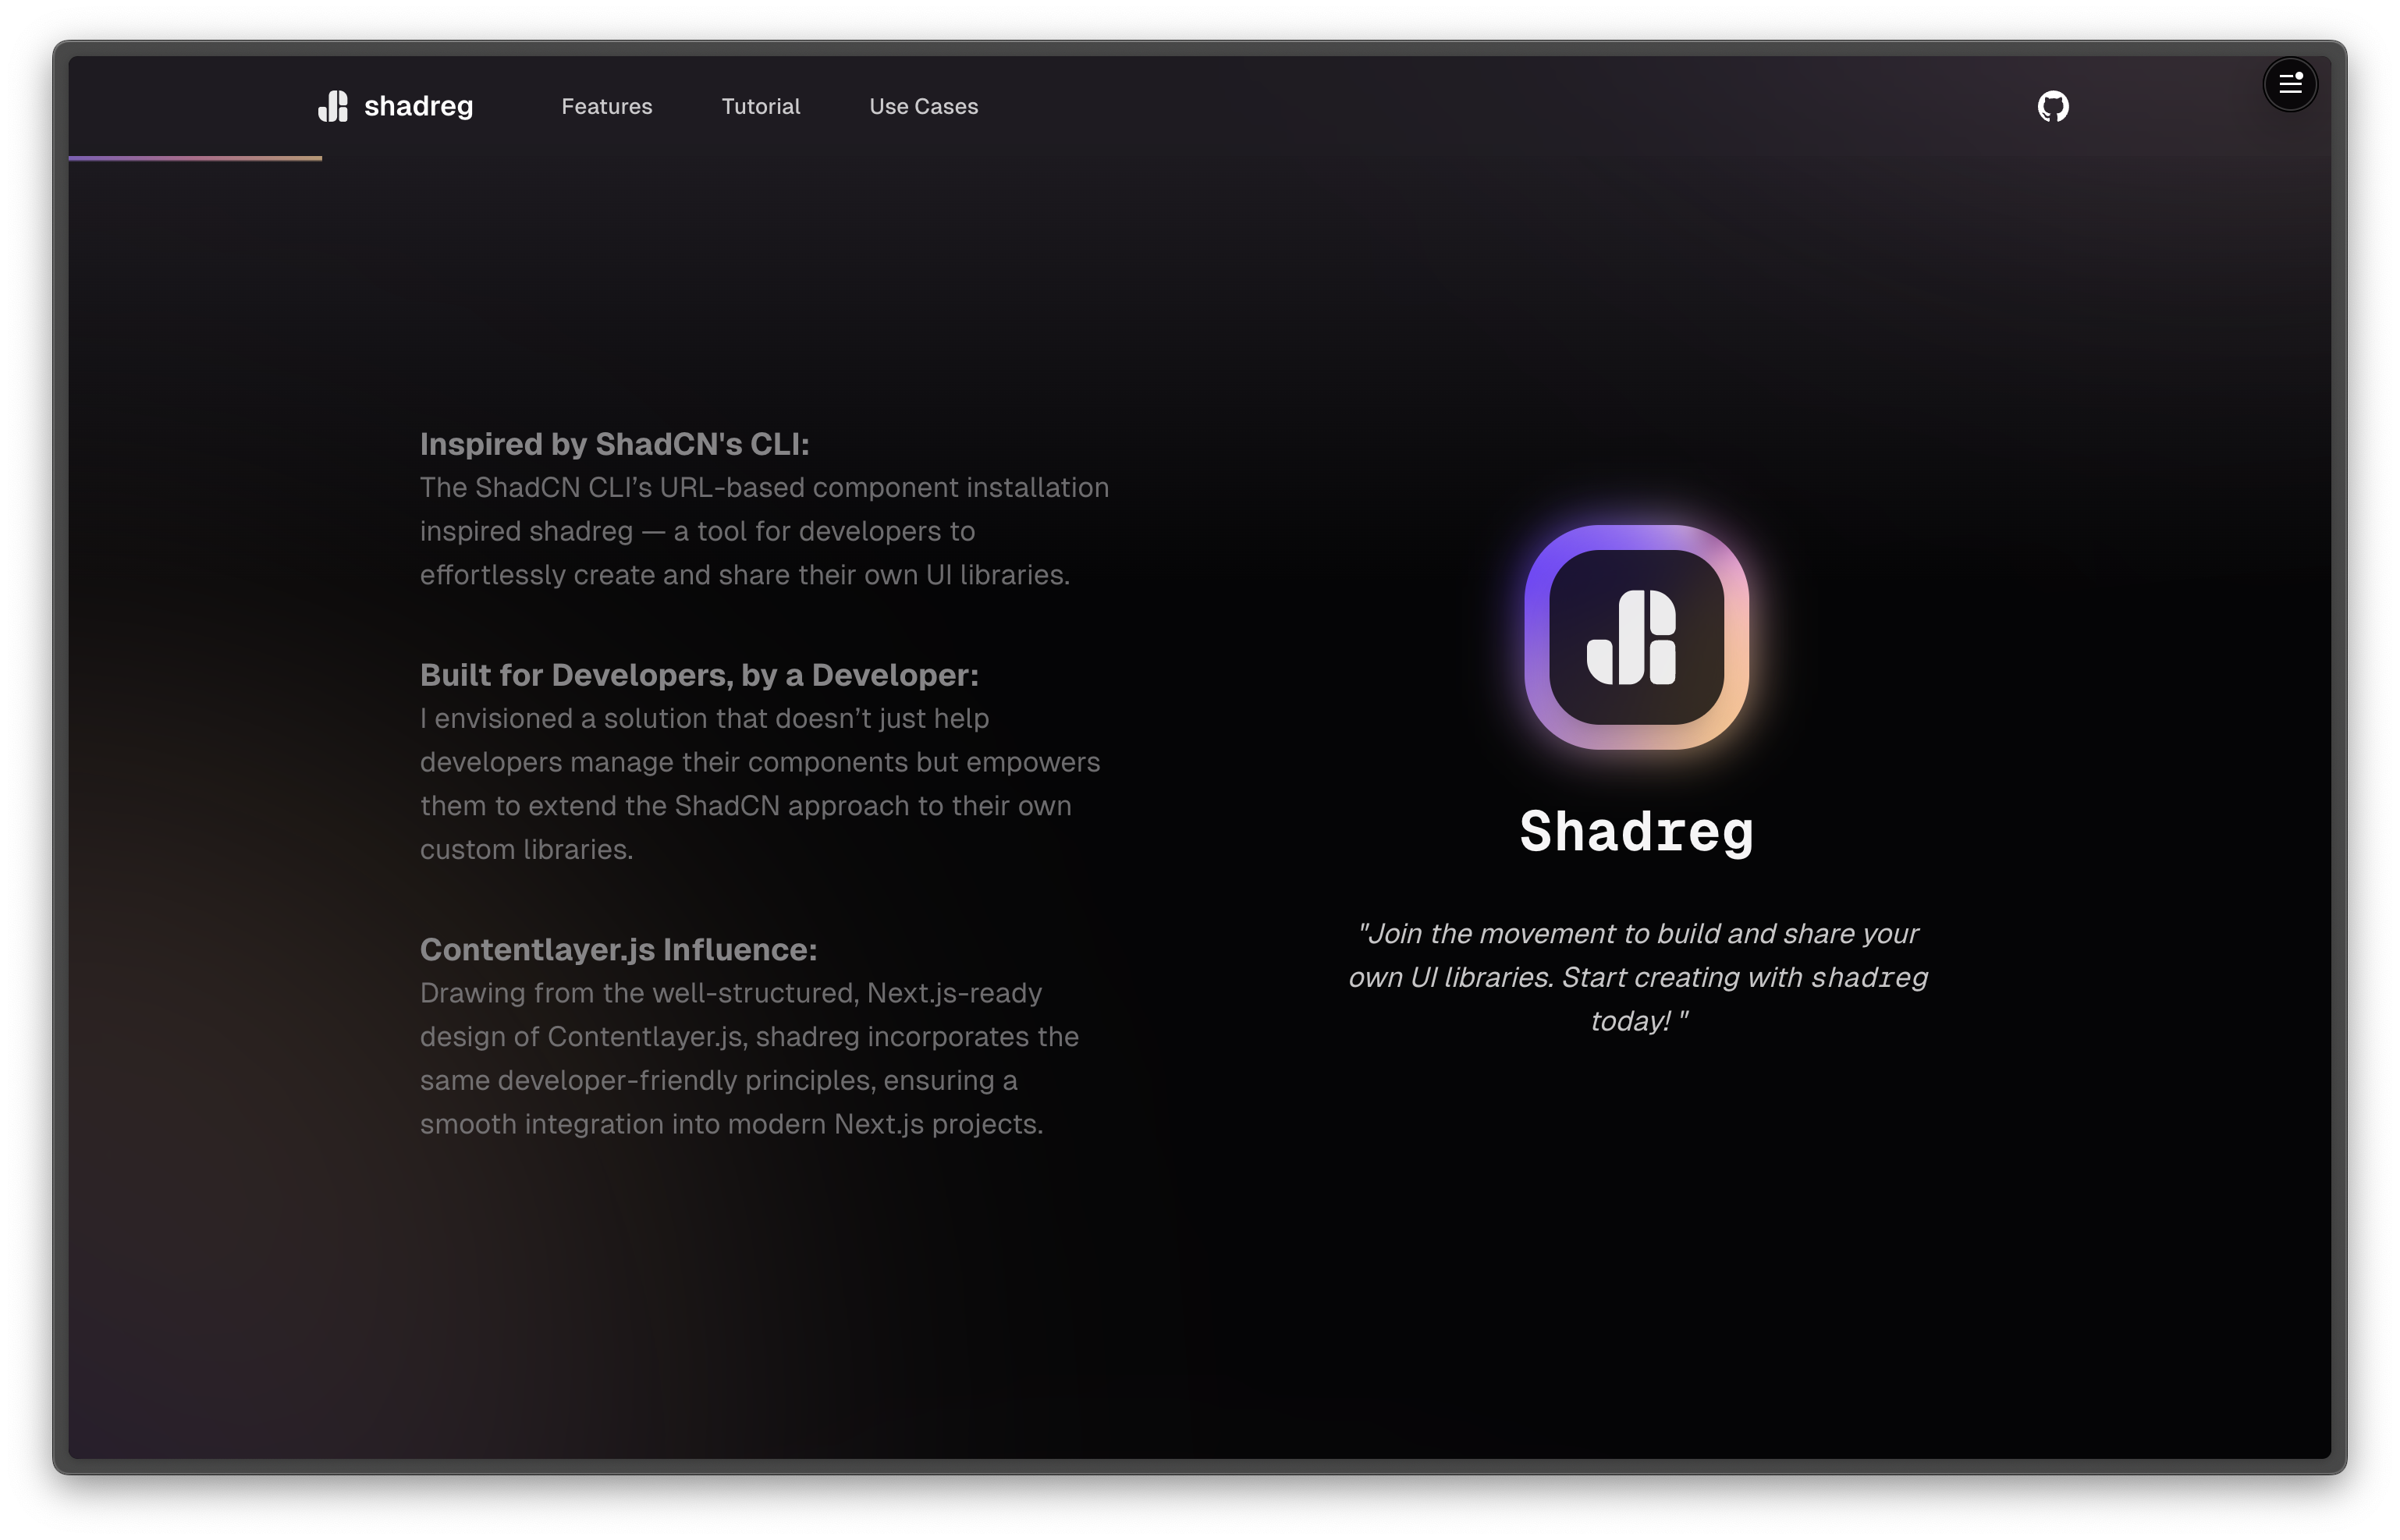 shadreg
Features
Tutorial
Use Cases
Inspired by ShadCN's CLI:
The ShadCN CLI’s URL-based component installation
inspired shadreg — a tool for developers to
effortlessly create and share their own UI libraries.
Built for Developers, by a Developer:
I envisioned a solution that doesn’t just help
developers manage their components but empowers
them to extend the ShadCN approach to their own
custom libraries.
Contentlayer.js Influence:
Drawing from the well-structured, Next.js-ready
design of Contentlayer.js, shadreg incorporates the
same developer-friendly principles, ensuring a
smooth integration into modern Next.js projects.
Shadreg
"Join the movement to build and share your
own UI libraries. Start creating with shadreg
today! "